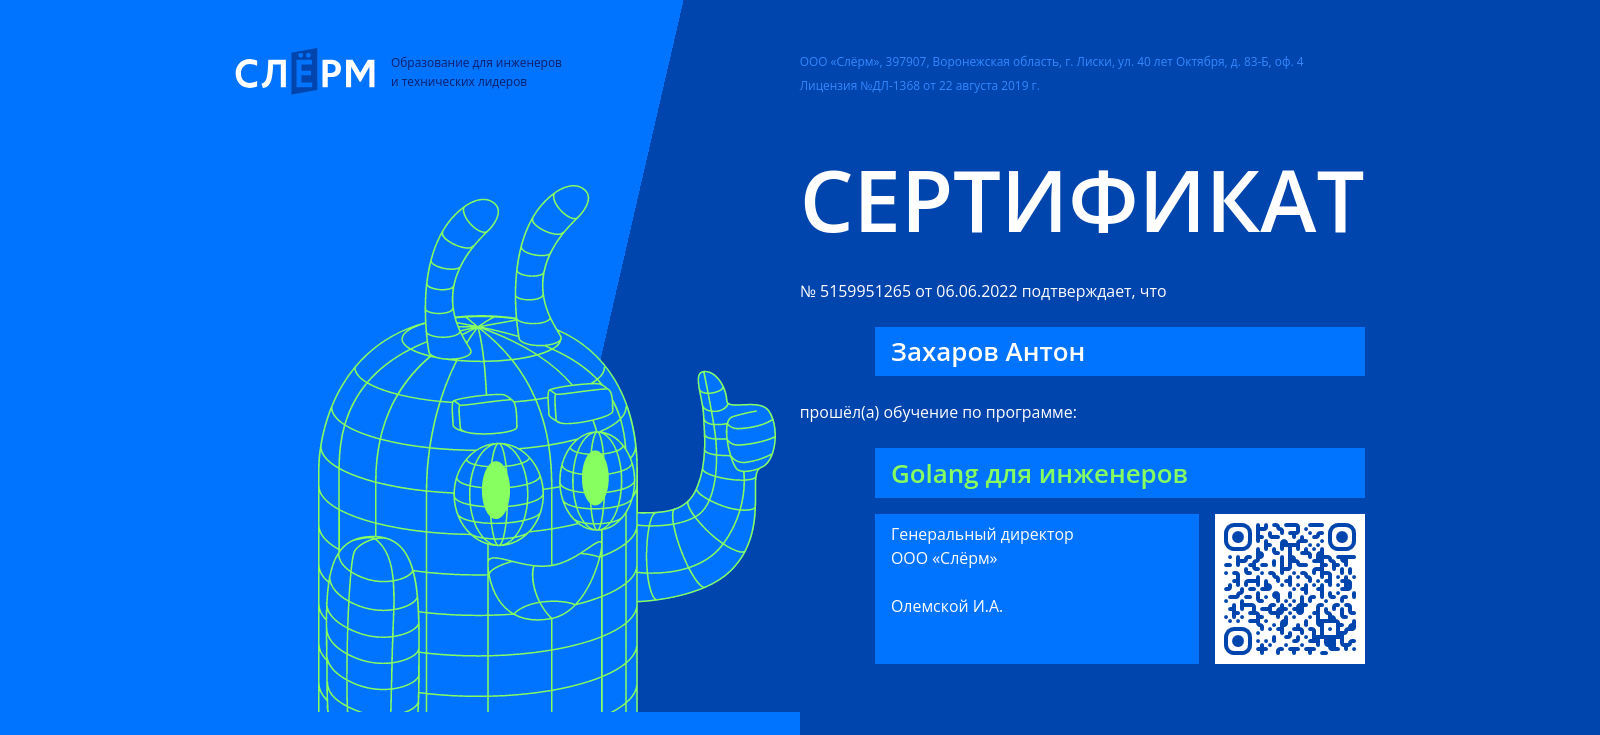 СЛЁРМ
Образование для инженеров
и технических лидеров
ООО «Слёрм», 397907, Воронежская область, г. Лиски, ул. 40 лет Октября, д. 83-Б, оф. 4
Лицензия №ДЛ-1368 от 22 августа 2019 г.
СЕРТИФИКАТ
№ 5159951265 от 06.06.2022 подтверждает, что
Захаров Антон
прошёл(а) обучение по программе:
Golang для инженеров
Генеральный директор
ООО «Слёрм»
Олемской И.А.